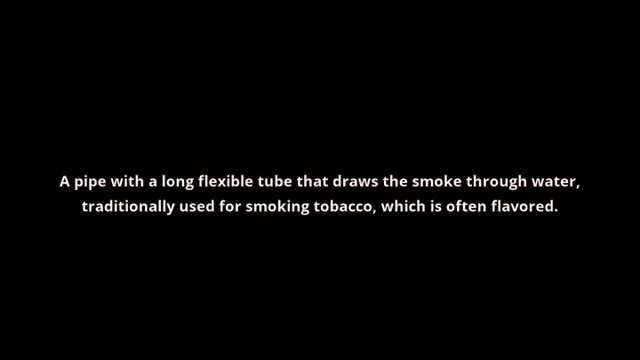 A pipe with a long flexible tube that draws the smoke through water,
traditionally used for smoking tobacco, which is often flavored.